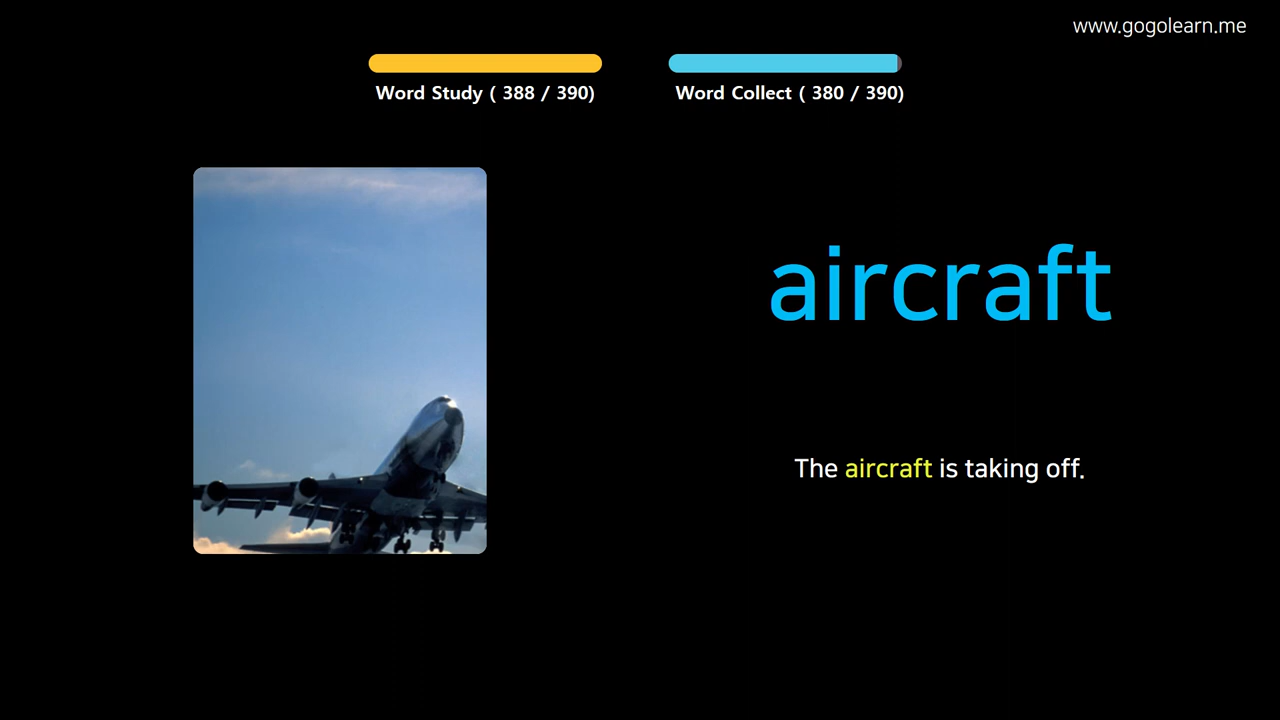 www.gogolearn.me
Word Study ( 388 / 390)
Word Collect ( 380 / 390)
aircraft
The aircraft is taking off.